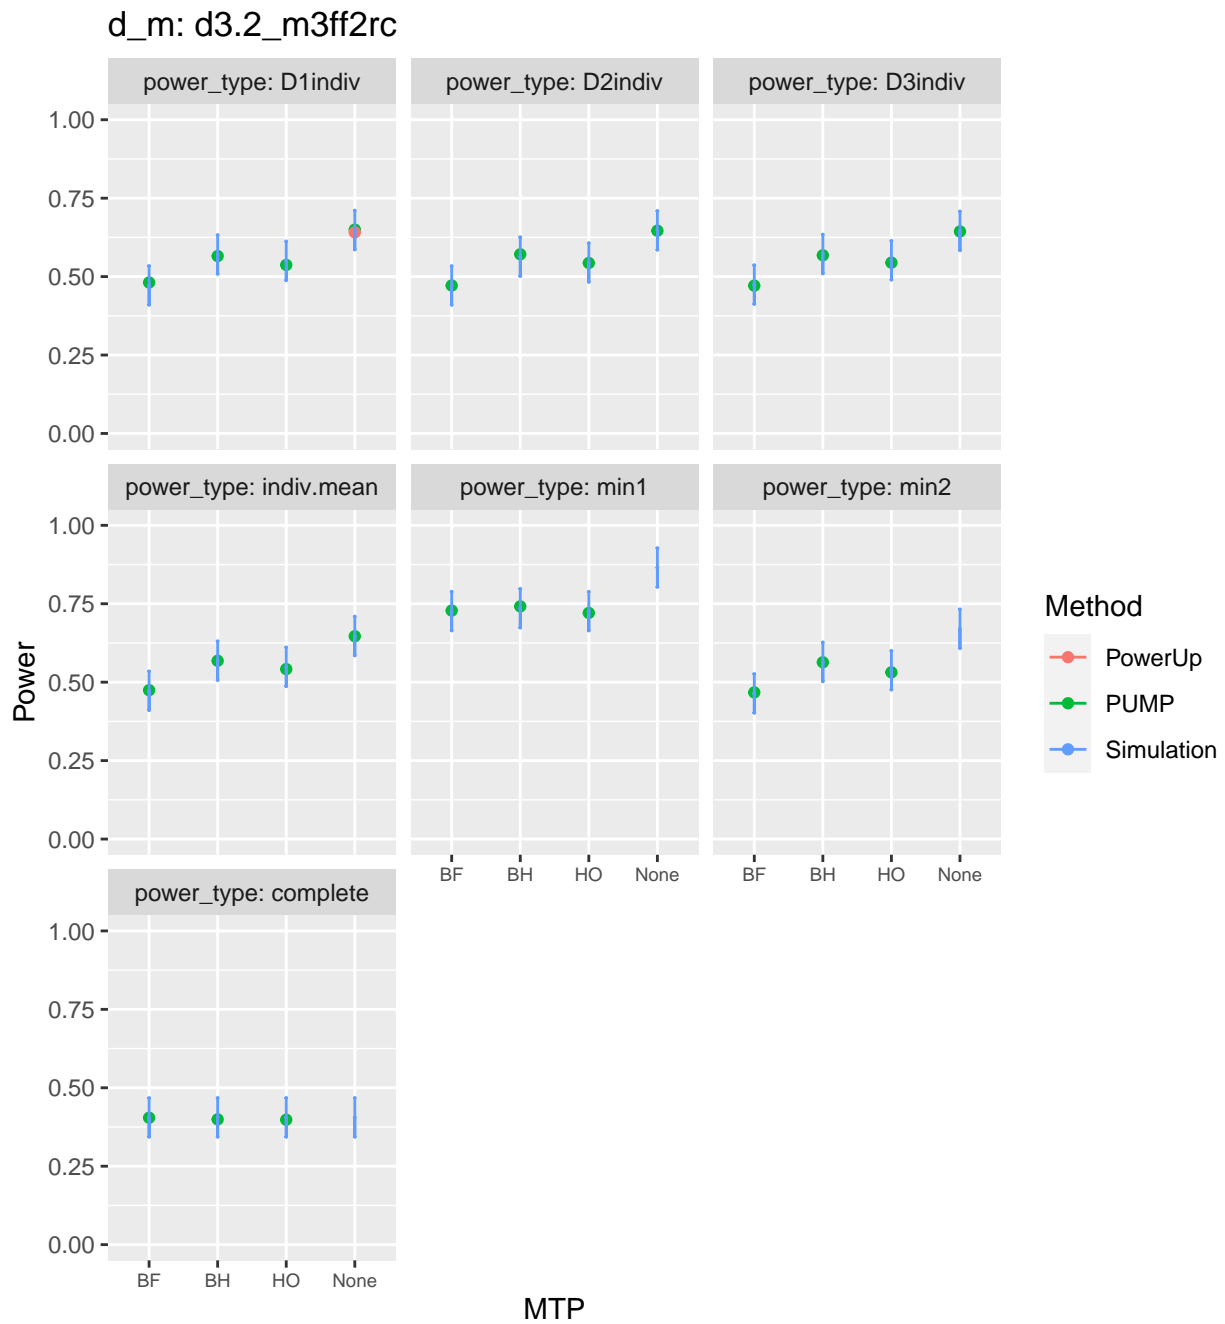 d_m: d3.2_m3ff2rc
power_type: D1indiv power_type: D2indiv power_type: D3indiv
1.00
0.75
0.50
0.25
0.00
power_type: indiv.mean power_type: min1 power_type: min2
1.00
0.75
0.50
0.25
0.00
BF BH HO None BF BH HO None
power_type: complete
1.00
0.75
0.50
0.25
0.00
BF BH HO None
MTP
Power
Method
PowerUp
PUMP
Simulation